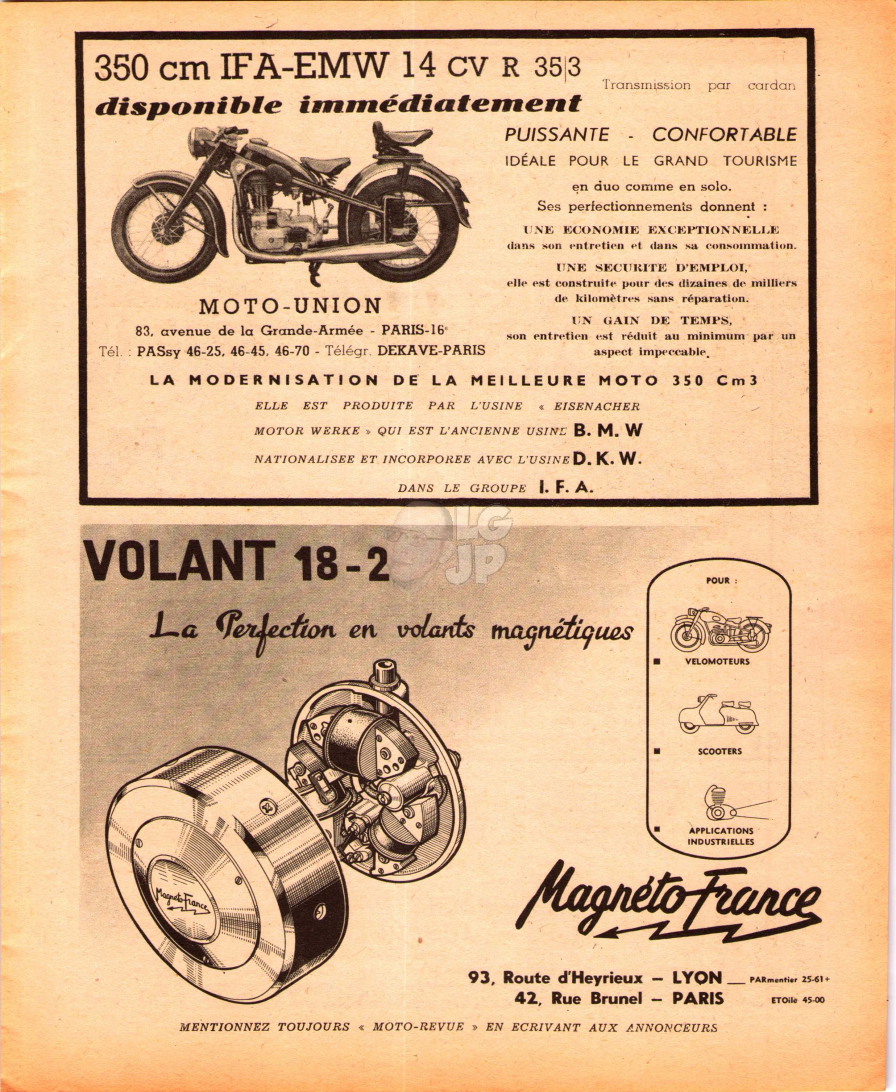 350 cm IFA-EMW 14 CV R 35/3
Transmission par cardan
disponible immédiatement
PUISSANTE - CONFORTABLE
IDÉALE POUR LE GRAND TOURISME
en duo comme en solo.
Ses perfectionnements donnent :
UNE ECONOMIE EXCEPTIONNELLE
dans son entretien et dans sa consommation.
UNE SECURITE D'EMPLOI,
elle est construite pour des dizaines de milliers
de kilomètres sans réparation.
UN GAIN DE TEMPS,
son entretien est réduit au minimum par un
aspect impeccable.
MOTO-UNION
83, avenue de la Grande-Armée - PARIS-16e
Tél. : PASsy 46-25, 46-45, 46-70 - Télégr. DEKAVE-PARIS
LA MODERNISATION DE LA MEILLEURE MOTO 350 Cm3
ELLE EST PRODUITE PAR L'USINE « EISENACHER
MOTOR WERKE » QUI EST L'ANCIENNE USINE B. M. W
NATIONALISEE ET INCORPOREE AVEC L'USINE D. K. W.
DANS LE GROUPE I. F. A.
LG
JP
VOLANT 18-2
La Perfection en volants magnétiques
POUR :
VELOMOTEURS
SCOOTERS
APPLICATIONS
INDUSTRIELLES
Magnéto-France
Magnéto-France
93, Route d'Heyrieux — LYON __ PARmentier 25-61+
42, Rue Brunel — PARIS ETOile 45-00
MENTIONNEZ TOUJOURS « MOTO-REVUE » EN ECRIVANT AUX ANNONCEURS